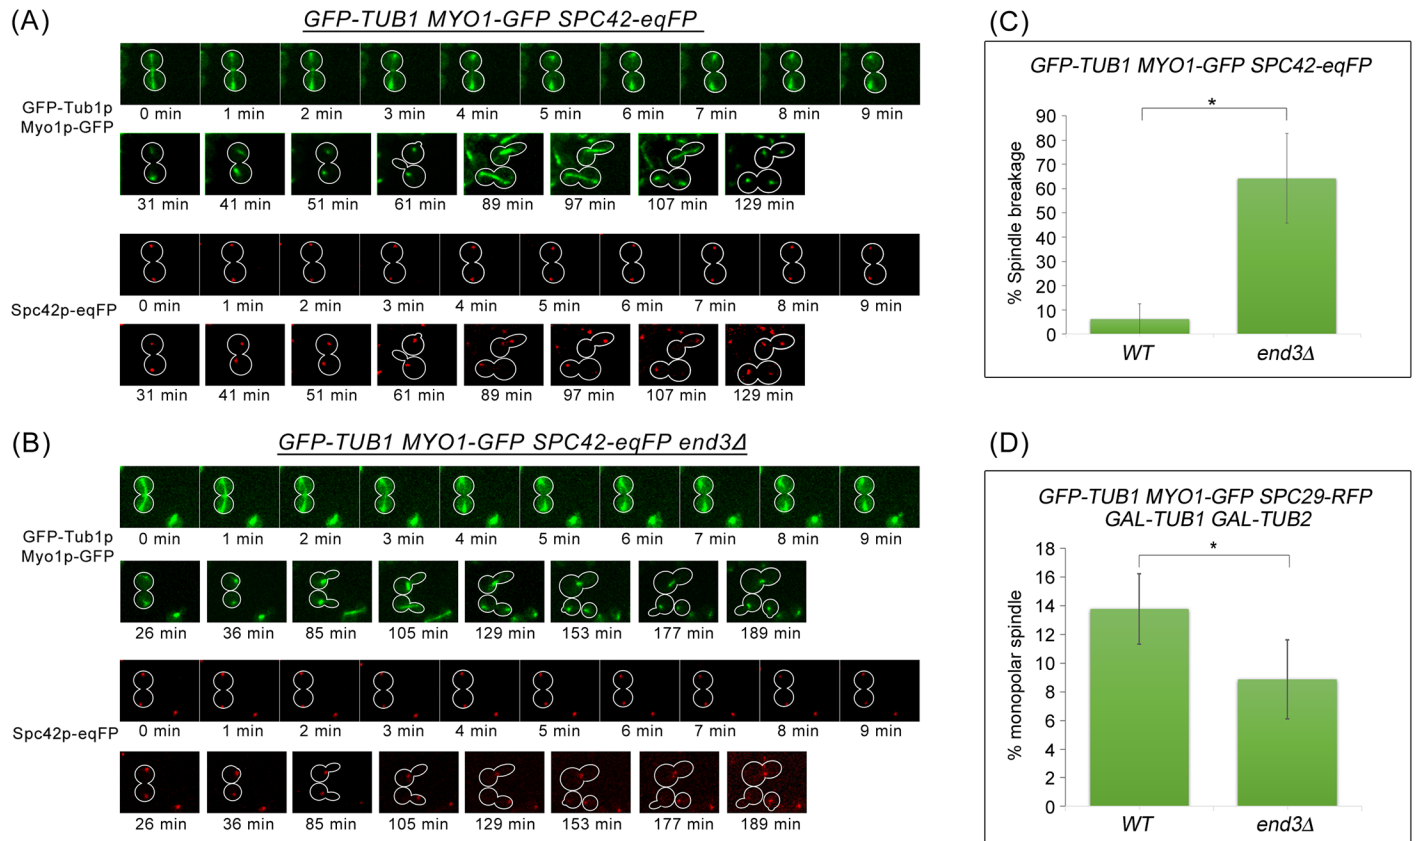 (A)
GFP-TUB1 MYO1-GFP SPC42-eqFP
GFP-Tub1p
Myo1p-GFP
0 min 1 min 2 min 3 min 4 min 5 min 6 min 7 min 8 min 9 min
31 min 41 min 51 min 61 min 89 min 97 min 107 min 129 min
Spc42p-eqFP
0 min 1 min 2 min 3 min 4 min 5 min 6 min 7 min 8 min 9 min
31 min 41 min 51 min 61 min 89 min 97 min 107 min 129 min
(B)
GFP-TUB1 MYO1-GFP SPC42-eqFP end3Δ
GFP-Tub1p
Myo1p-GFP
0 min 1 min 2 min 3 min 4 min 5 min 6 min 7 min 8 min 9 min
26 min 36 min 85 min 105 min 129 min 153 min 177 min 189 min
Spc42p-eqFP
0 min 1 min 2 min 3 min 4 min 5 min 6 min 7 min 8 min 9 min
26 min 36 min 85 min 105 min 129 min 153 min 177 min 189 min
(C)
GFP-TUB1 MYO1-GFP SPC42-eqFP
*
% Spindle breakage
90
80
70
60
50
40
30
20
10
0
WT end3Δ
(D)
GFP-TUB1 MYO1-GFP SPC29-RFP
GAL-TUB1 GAL-TUB2
*
% monopolar spindle
18
16
14
12
10
8
6
4
2
0
WT end3Δ